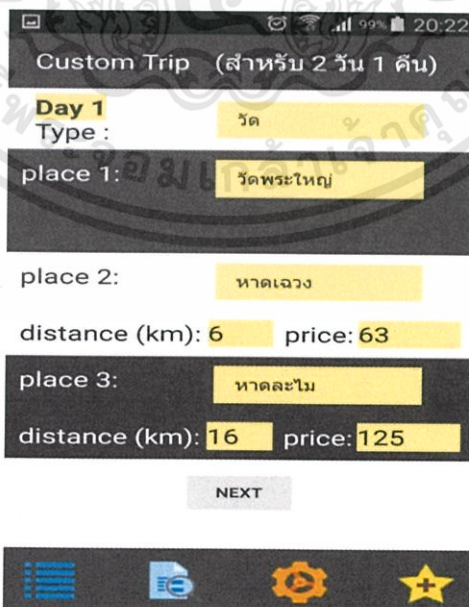 99% 20:22
Custom Trip (สำหรับ 2 วัน 1 คืน)
Day 1
Type : วัด
place 1: วัดพระใหญ่
place 2: หาดเฉวง
distance (km): 6 price: 63
place 3: หาดละไม
distance (km): 16 price: 125
NEXT